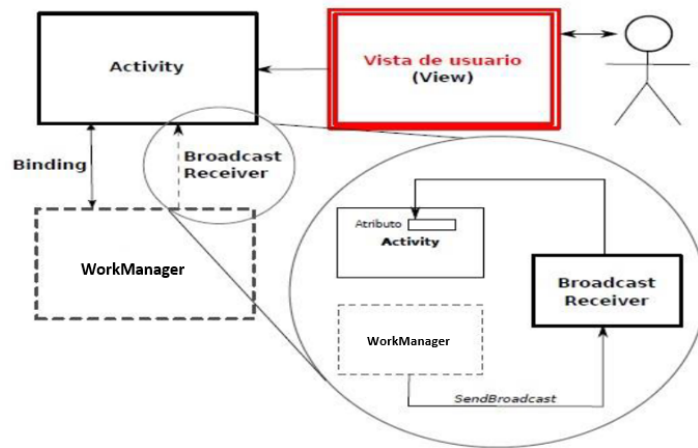 Activity
Vista de usuario
(View)
Binding
Broadcast
Receiver
WorkManager
Atributo
Activity
Broadcast
Receiver
WorkManager
SendBroadcast